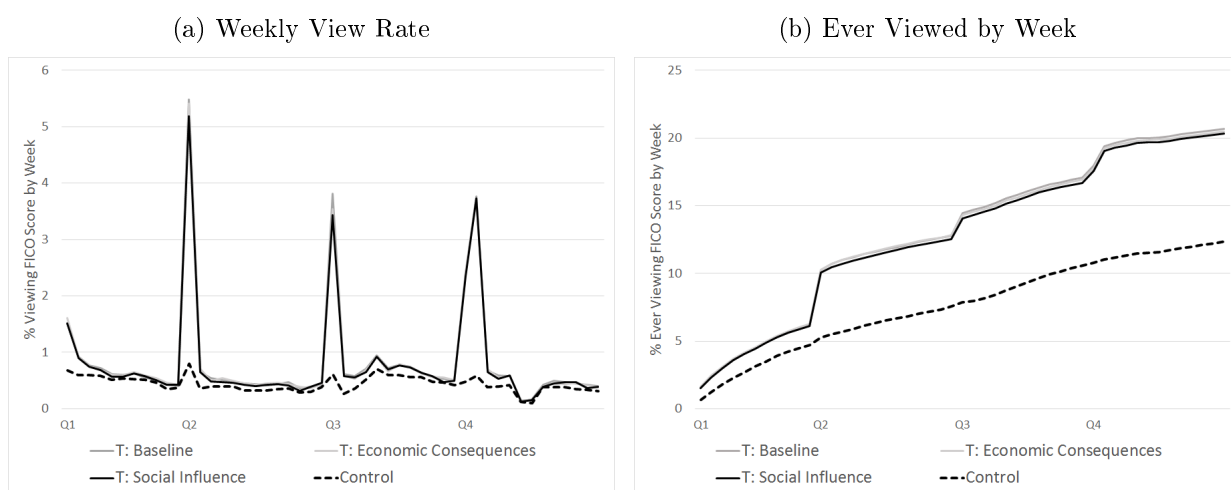 (a) Weekly View Rate
% Viewing FICO Score by Week
6
5
4
3
2
1
0
Q1 Q2 Q3 Q4
T: Baseline T: Economic Consequences
T: Social Influence Control
(b) Ever Viewed by Week
% Ever Viewing FICO Score by Week
25
20
15
10
5
0
Q1 Q2 Q3 Q4
T: Baseline T: Economic Consequences
T: Social Influence Control